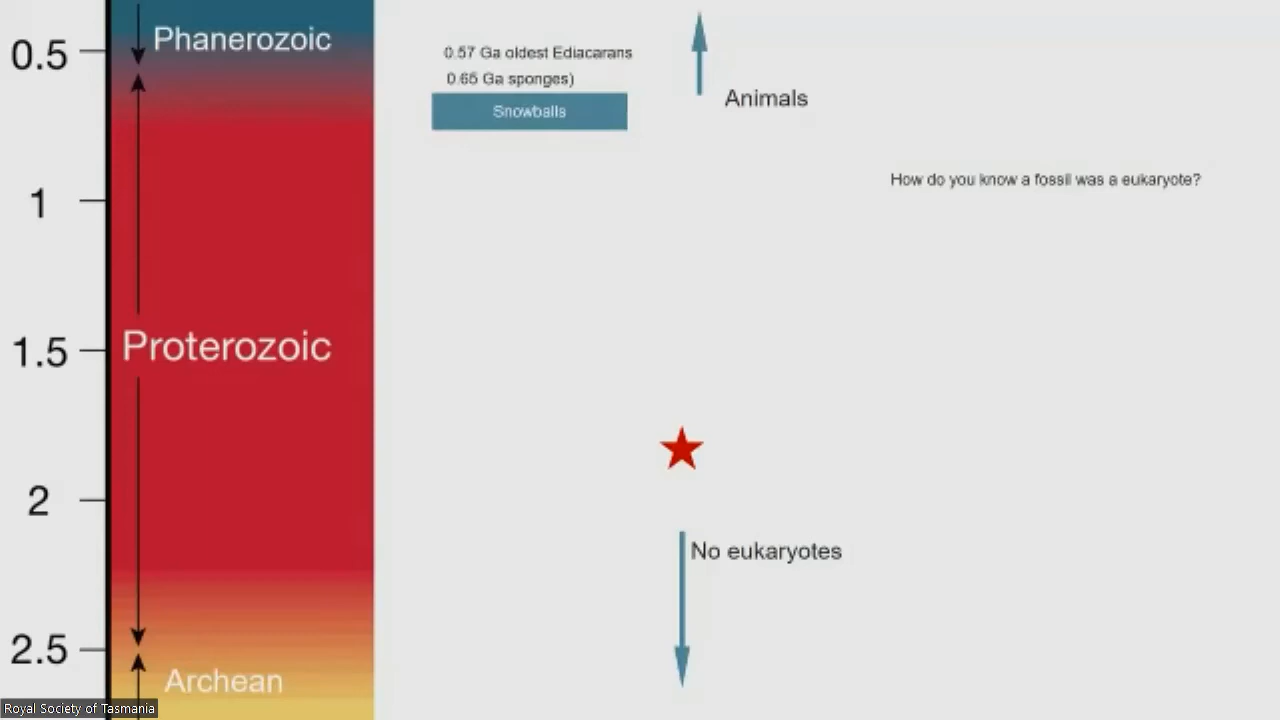 0.5
Phanerozoic
0.57 Ga oldest Ediacarans
0.65 Ga sponges)
Snowballs
Animals
How do you know a fossil was a eukaryote?
1
1.5
Proterozoic
2
No eukaryotes
2.5
Archean
Royal Society of Tasmania